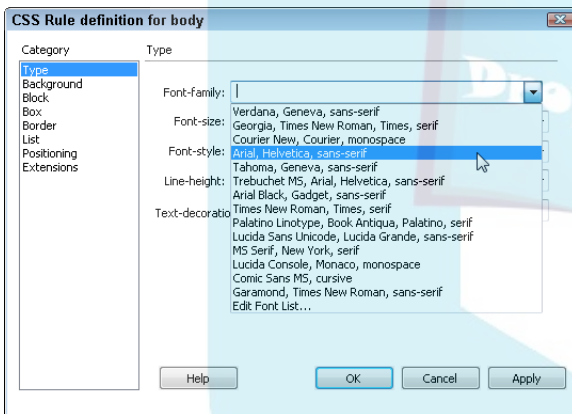 CSS Rule definition for body
Category
Type
Type
Background
Block
Box
Border
List
Positioning
Extensions
Font-family:
Font-size:
Font-style:
Line-height:
Text-decoratio
Verdana, Geneva, sans-serif
Georgia, Times New Roman, Times, serif
Courier New, Courier, monospace
Arial, Helvetica, sans-serif
Tahoma, Geneva, sans-serif
Trebuchet MS, Arial, Helvetica, sans-serif
Arial Black, Gadget, sans-serif
Times New Roman, Times, serif
Palatino Linotype, Book Antiqua, Palatino, serif
Lucida Sans Unicode, Lucida Grande, sans-serif
MS Serif, New York, serif
Lucida Console, Monaco, monospace
Comic Sans MS, cursive
Garamond, Times New Roman, sans-serif
Edit Font List...
Help
OK
Cancel
Apply
Dro